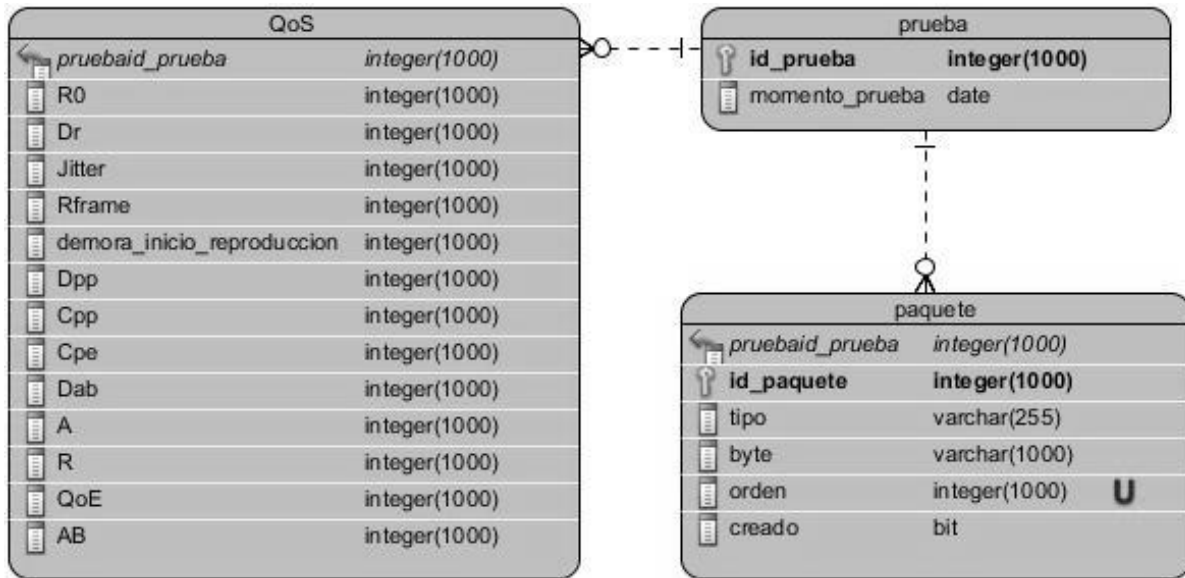 QoS
pruebaid_prueba integer(1000)
R0 integer(1000)
Dr integer(1000)
Jitter integer(1000)
Rframe integer(1000)
demora_inicio_reproduccion integer(1000)
Dpp integer(1000)
Cpp integer(1000)
Cpe integer(1000)
Dab integer(1000)
A integer(1000)
R integer(1000)
QoE integer(1000)
AB integer(1000)
prueba
id_prueba integer(1000)
momento_prueba date
paquete
pruebaid_prueba integer(1000)
id_paquete integer(1000)
tipo varchar(255)
byte varchar(1000)
orden integer(1000) U
creado bit